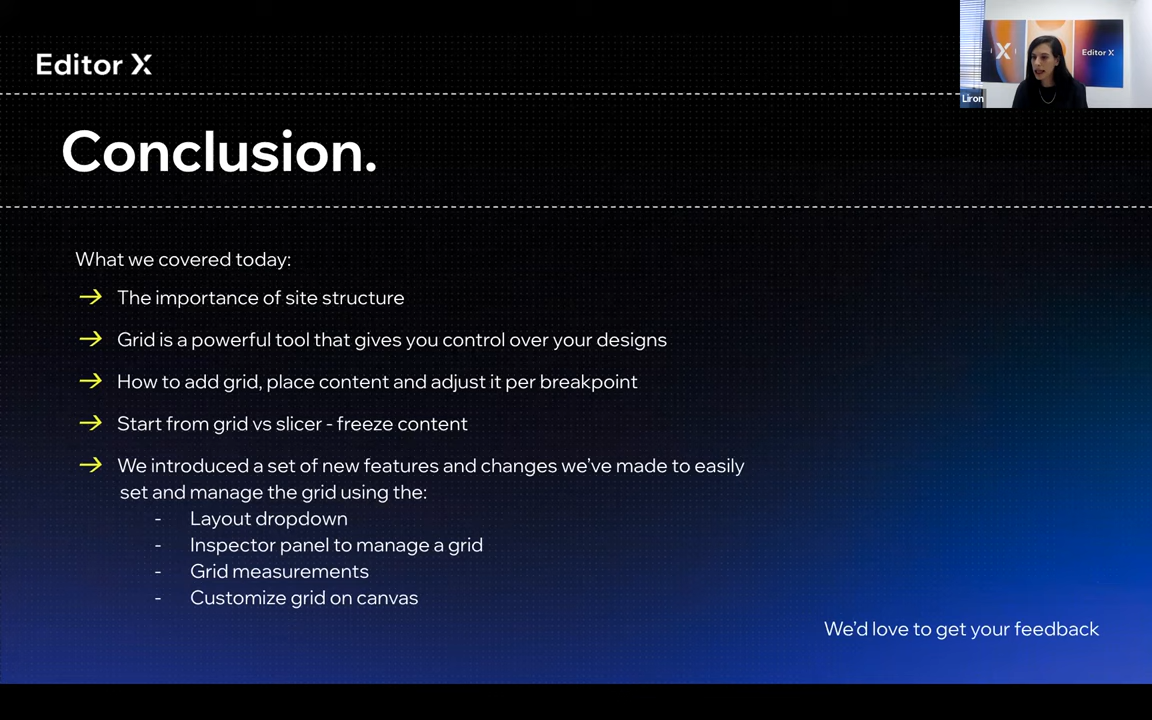 Editor X
X
Editor X
Liron
Conclusion.
What we covered today:
→ The importance of site structure
→ Grid is a powerful tool that gives you control over your designs
→ How to add grid, place content and adjust it per breakpoint
→ Start from grid vs slicer - freeze content
→ We introduced a set of new features and changes we’ve made to easily
set and manage the grid using the:
- Layout dropdown
- Inspector panel to manage a grid
- Grid measurements
- Customize grid on canvas
We’d love to get your feedback